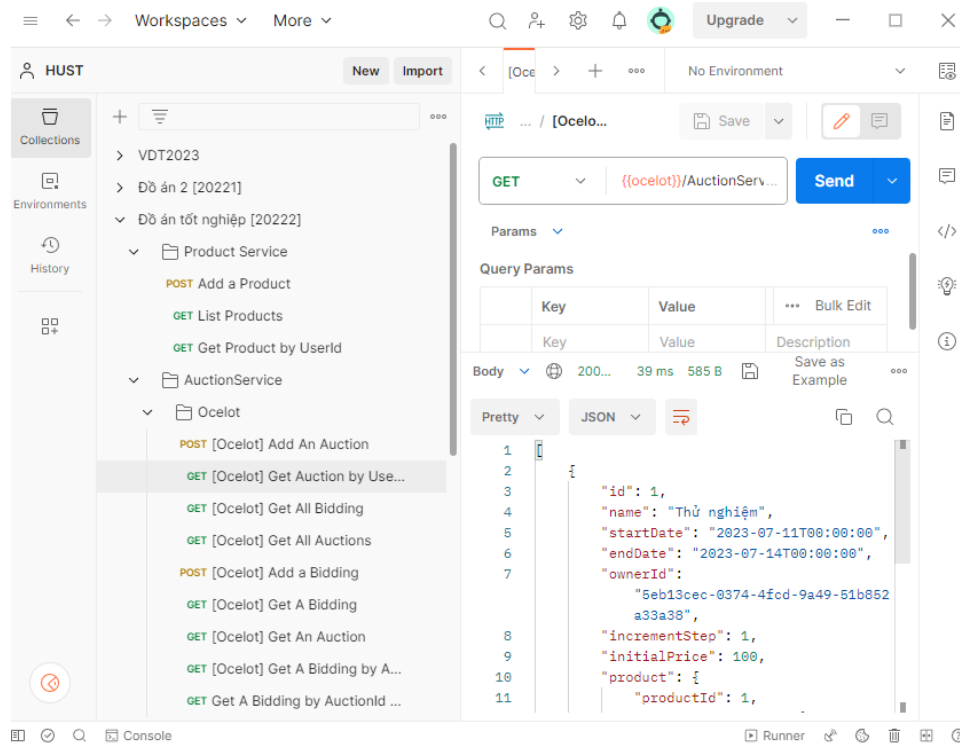 Workspaces More Upgrade
HUST New Import
[Oce No Environment
Collections
Environments
History
VDT2023
Đồ án 2 [20221]
Đồ án tốt nghiệp [20222]
Product Service
POST Add a Product
GET List Products
GET Get Product by UserId
AuctionService
Ocelot
POST [Ocelot] Add An Auction
GET [Ocelot] Get Auction by Use...
GET [Ocelot] Get All Bidding
GET [Ocelot] Get All Auctions
POST [Ocelot] Add a Bidding
GET [Ocelot] Get A Bidding
GET [Ocelot] Get An Auction
GET [Ocelot] Get A Bidding by A...
GET Get A Bidding by AuctionId ...
HTTP ... / [Ocelo... Save
GET {{ocelot}}/AuctionServ... Send
Params
Query Params
Key Value Bulk Edit
Key Value Description
Body 200... 39 ms 585 B Save as Example
Pretty JSON
1 [
2 {
3 "id": 1,
4 "name": "Thử nghiệm",
5 "startDate": "2023-07-11T00:00:00",
6 "endDate": "2023-07-14T00:00:00",
7 "ownerId":
"5eb13cec-0374-4fcd-9a49-51b852
a33a38",
8 "incrementStep": 1,
9 "initialPrice": 100,
10 "product": {
11 "productId": 1,
Console Runner